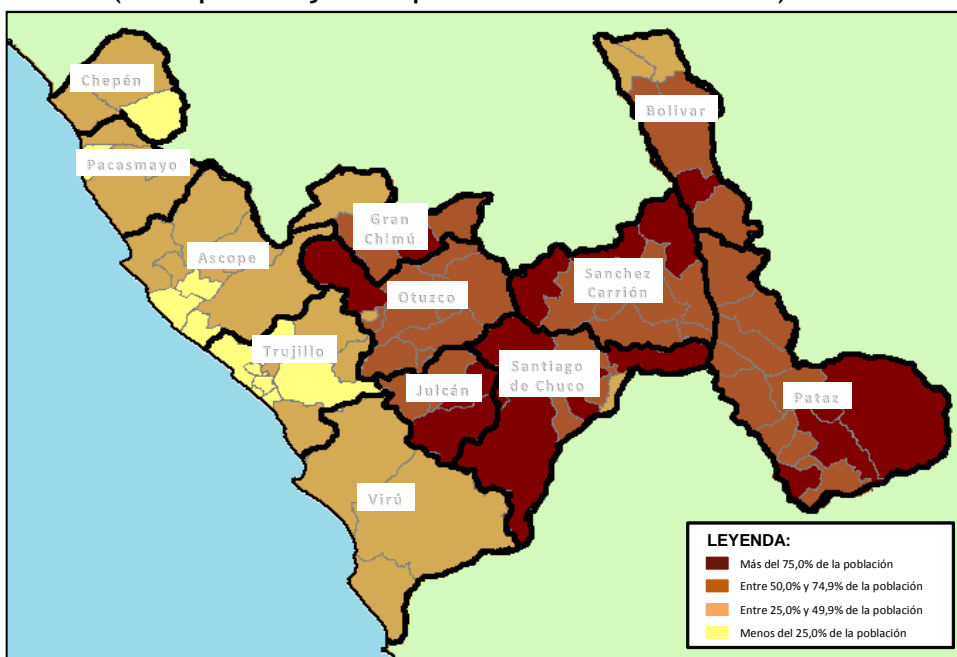 Chepén
Pacasmayo
Ascope
Trujillo
Virú
Gran
Chimú
Otuzco
Julcán
Santiago
de Chuco
Sanchez
Carrión
Bolivar
Pataz
LEYENDA:
Más del 75,0% de la población
Entre 50,0% y 74,9% de la población
Entre 25,0% y 49,9% de la población
Menos del 25,0% de la población